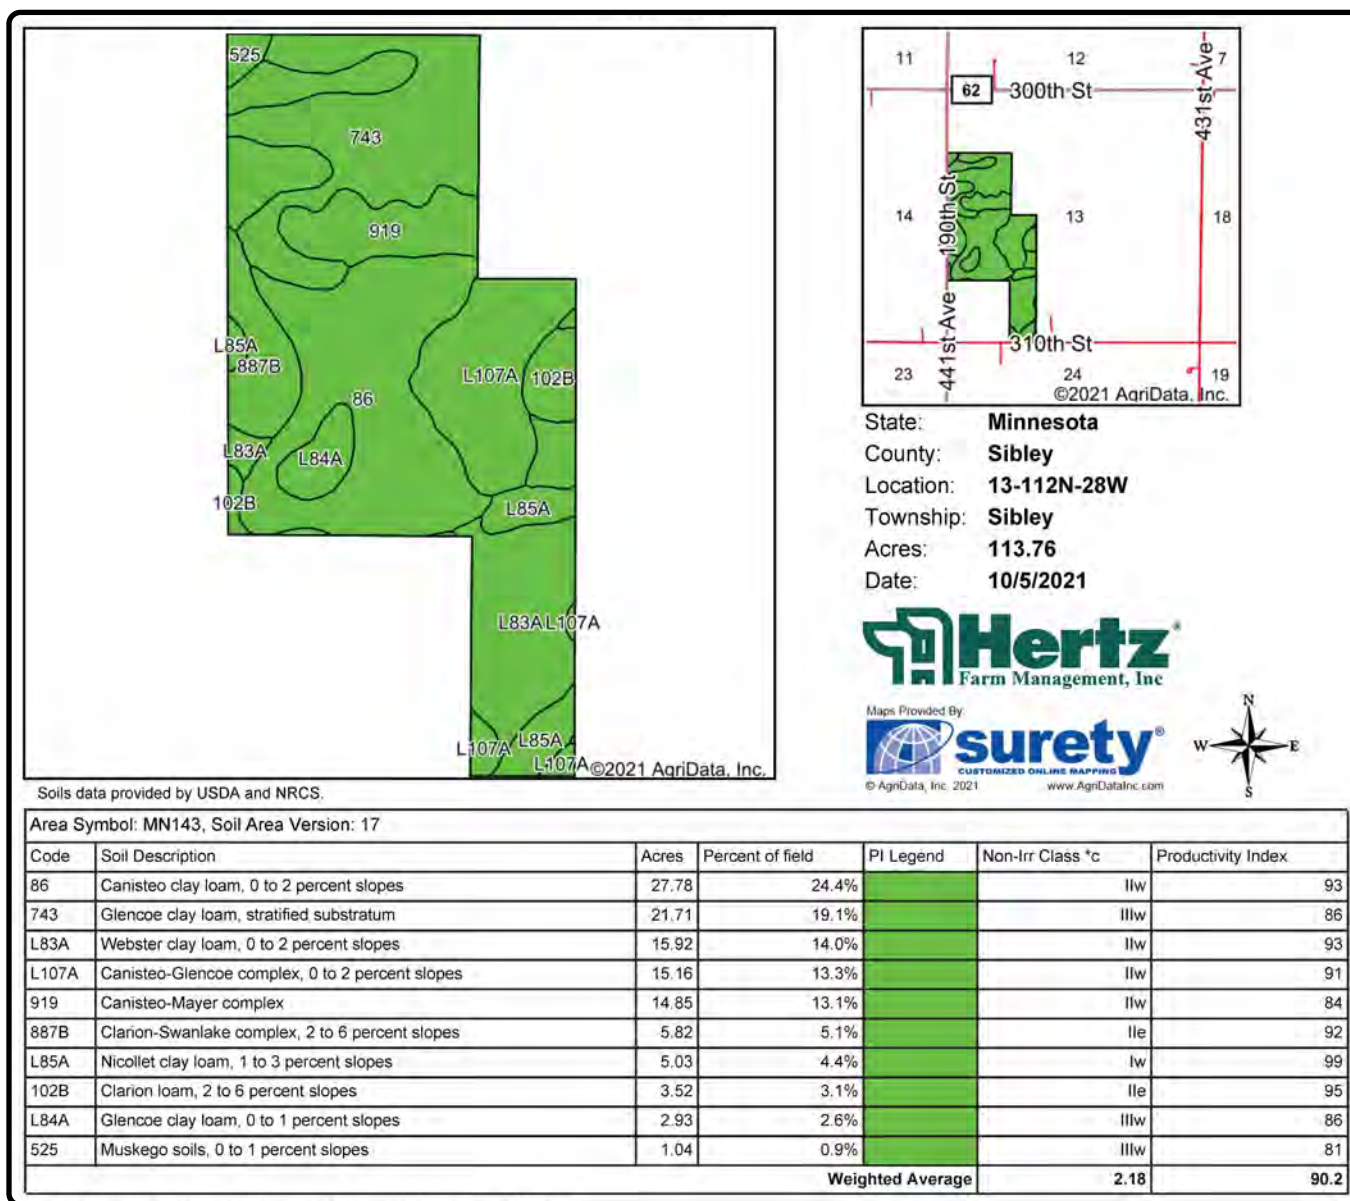 525
743
919
L85A
887B
L107A
102B
86
L83A
L84A
102B
L85A
L83A
L107A
L107A
L85A
L107A
©2021 AgriData, Inc.
11
12
7
62
300th St
431st Ave
190th St
14
13
18
441st Ave
310th St
23
24
19
©2021 AgriData, Inc.
State: Minnesota
County: Sibley
Location: 13-112N-28W
Township: Sibley
Acres: 113.76
Date: 10/5/2021
Hertz®
Farm Management, Inc
Maps Provided By:
surety®
CUSTOMIZED ONLINE MAPPING
© AgriData, Inc. 2021 www.AgriDataInc.com
N
W E
S
Soils data provided by USDA and NRCS.
Area Symbol: MN143, Soil Area Version: 17
Code Soil Description Acres Percent of field PI Legend Non-Irr Class *c Productivity Index
86 Canisteo clay loam, 0 to 2 percent slopes 27.78 24.4% IIw 93
743 Glencoe clay loam, stratified substratum 21.71 19.1% IIIw 86
L83A Webster clay loam, 0 to 2 percent slopes 15.92 14.0% IIw 93
L107A Canisteo-Glencoe complex, 0 to 2 percent slopes 15.16 13.3% IIw 91
919 Canisteo-Mayer complex 14.85 13.1% IIw 84
887B Clarion-Swanlake complex, 2 to 6 percent slopes 5.82 5.1% IIe 92
L85A Nicollet clay loam, 1 to 3 percent slopes 5.03 4.4% Iw 99
102B Clarion loam, 2 to 6 percent slopes 3.52 3.1% IIe 95
L84A Glencoe clay loam, 0 to 1 percent slopes 2.93 2.6% IIIw 86
525 Muskego soils, 0 to 1 percent slopes 1.04 0.9% IIIw 81
Weighted Average 2.18 90.2